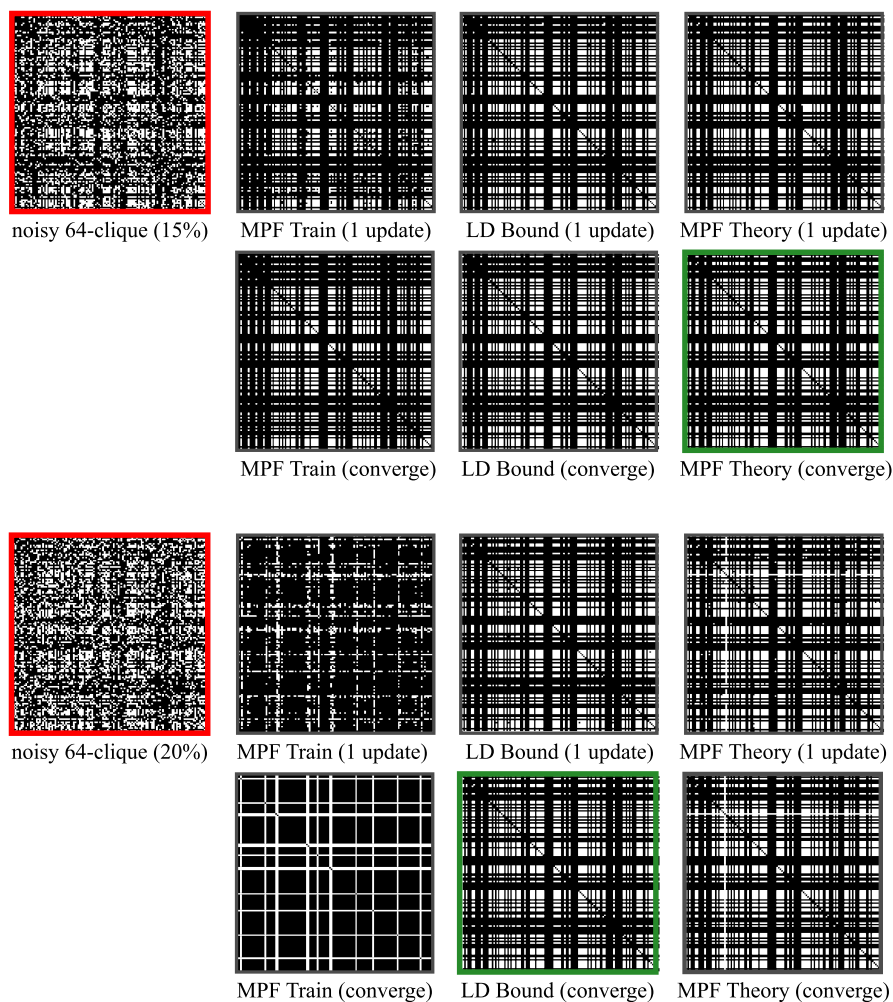 noisy 64-clique (15%) MPF Train (1 update) LD Bound (1 update) MPF Theory (1 update)
MPF Train (converge) LD Bound (converge) MPF Theory (converge)
noisy 64-clique (20%) MPF Train (1 update) LD Bound (1 update) MPF Theory (1 update)
MPF Train (converge) LD Bound (converge) MPF Theory (converge)